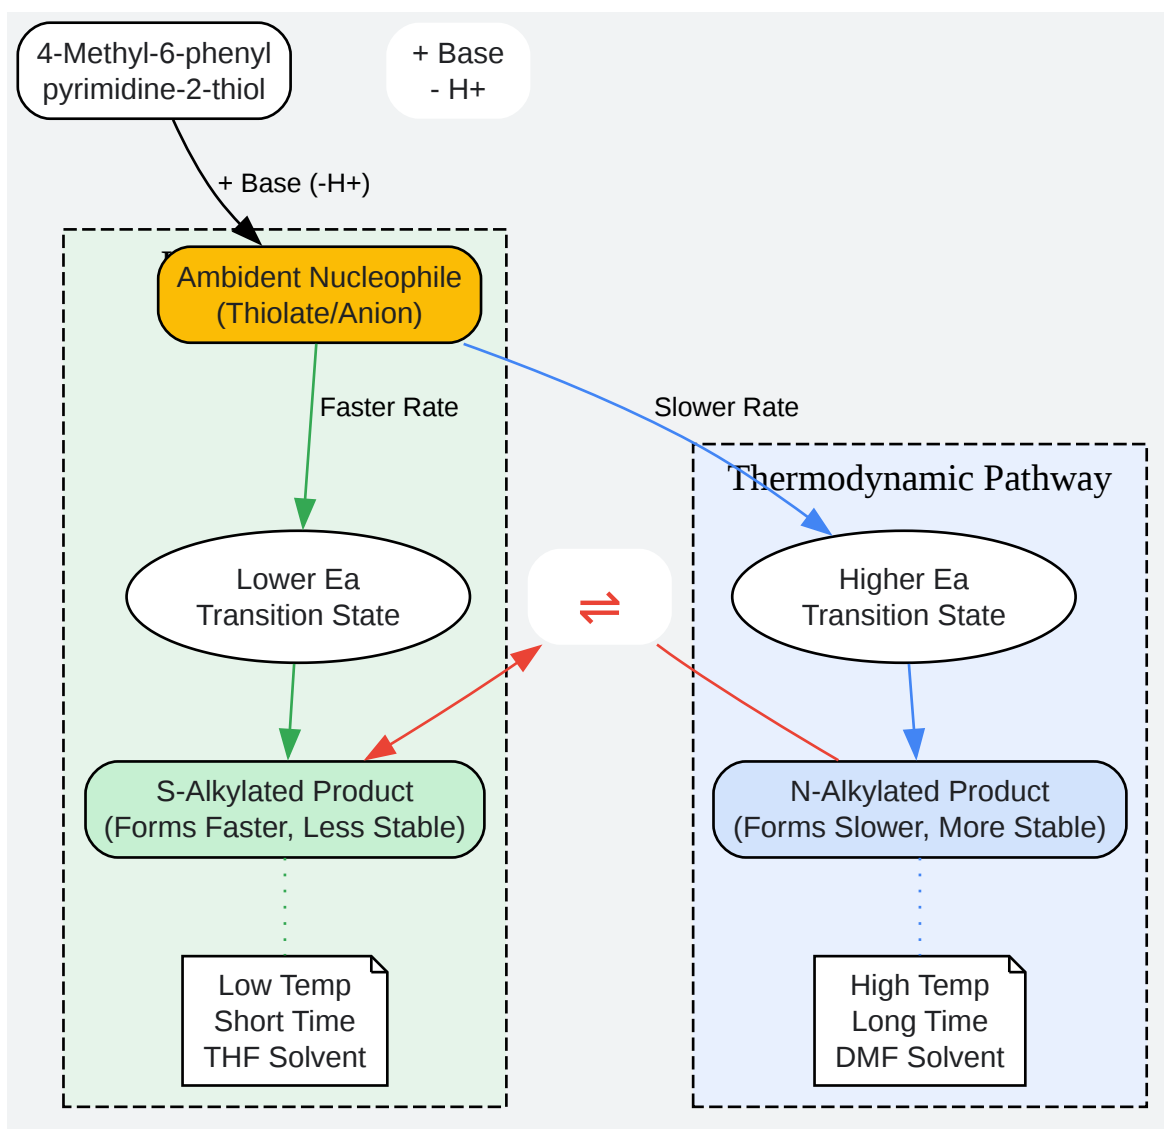 4-Methyl-6-phenyl
pyrimidine-2-thiol
+ Base
- H+
+ Base (-H+)
Ambident Nucleophile
(Thiolate/Anion)
Faster Rate
Slower Rate
Thermodynamic Pathway
Lower Ea
Transition State
⇌
Higher Ea
Transition State
S-Alkylated Product
(Forms Faster, Less Stable)
N-Alkylated Product
(Forms Slower, More Stable)
Low Temp
Short Time
THF Solvent
High Temp
Long Time
DMF Solvent